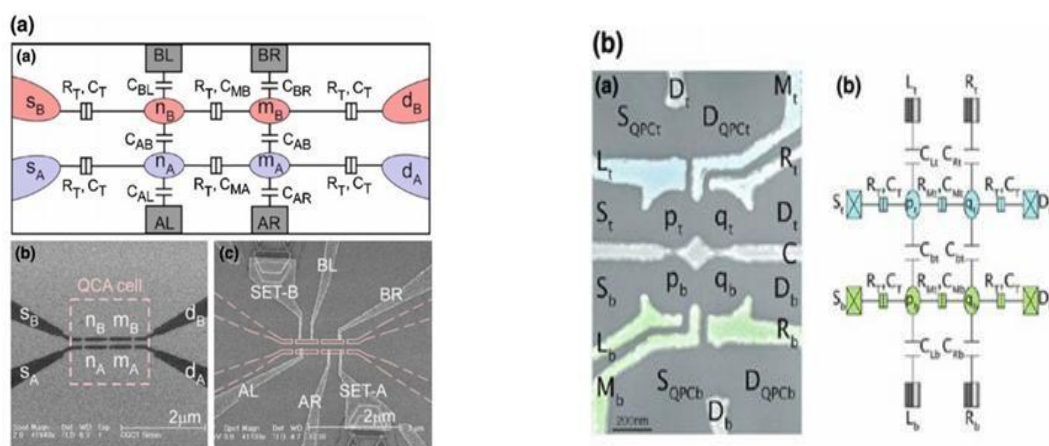 (a)
(a)
BL
BR
R_T, C_T
C_BL
R_T, C_MB
C_BR
R_T, C_T
S_B
n_B
m_B
d_B
C_AB
C_AB
S_A
n_A
m_A
d_A
R_T, C_T
C_AL
R_T, C_MA
C_AR
R_T, C_T
AL
AR
(b)
QCA cell
S_B
n_B m_B
d_B
S_A
n_A m_A
d_A
2μm
(c)
BL
SET-B
BR
AL
AR
SET-A
2μm
(b)
(a)
D_t
M_t
S_QPCt
D_QPCt
L_t
R_t
S_t
p_t
q_t
D_t
C
S_b
p_b
q_b
D_b
L_b
R_b
M_b
S_QPCb
D_QPCb
D_b
200nm
(b)
L_t
R_t
C_Lt
C_Rt
R_T, C_T
R_Mt, C_Mt
R_T, C_T
S_t
p_t
q_t
D
C_bt
C_bt
R_T, C_T
R_Mt, C_Mb
R_T, C_T
S_b
D
C_Lb
C_Rb
L_b
R_b